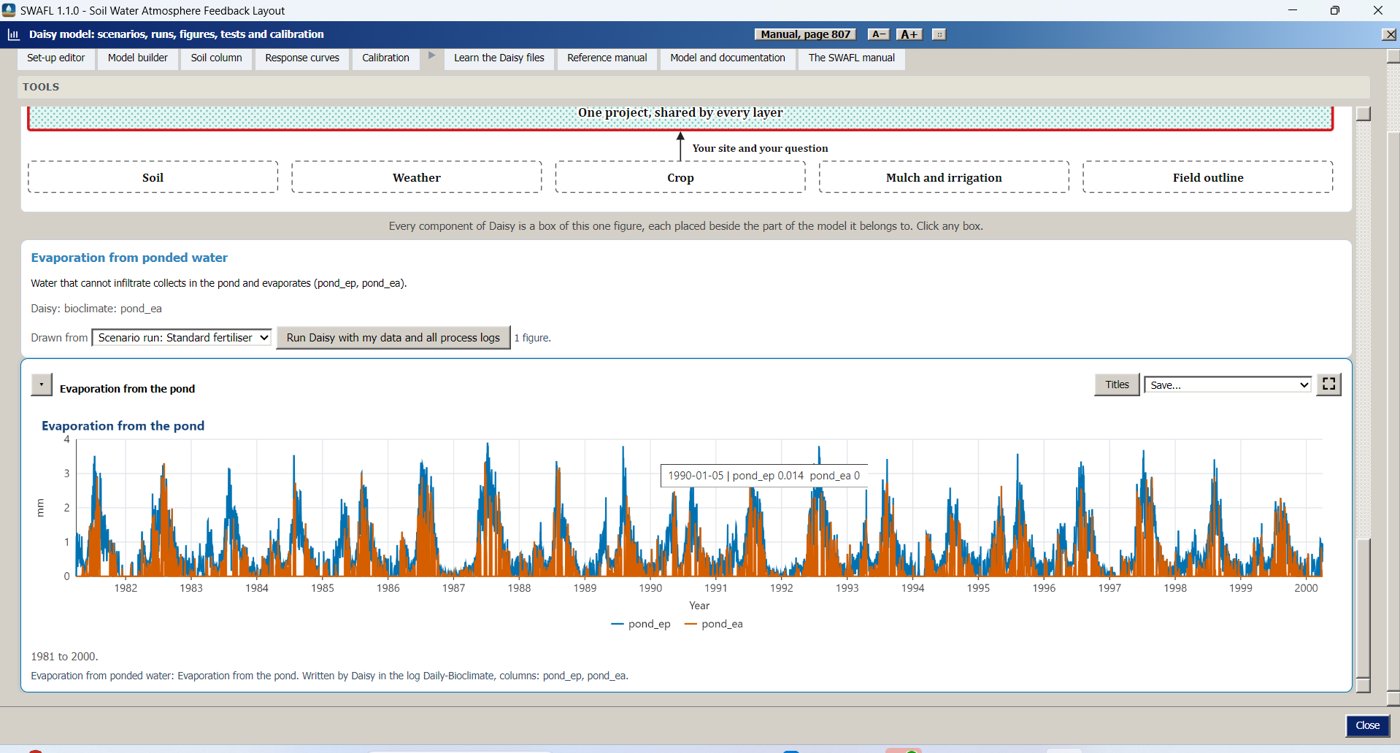 SWAFL 1.1.0 - Soil Water Atmosphere Feedback Layout
Daisy model: scenarios, runs, figures, tests and calibration
Manual, page 807
A−
A+
Set-up editor
Model builder
Soil column
Response curves
Calibration
Learn the Daisy files
Reference manual
Model and documentation
The SWAFL manual
TOOLS
One project, shared by every layer
Your site and your question
Soil
Weather
Crop
Mulch and irrigation
Field outline
Every component of Daisy is a box of this one figure, each placed beside the part of the model it belongs to. Click any box.
Evaporation from ponded water
Water that cannot infiltrate collects in the pond and evaporates (pond_ep, pond_ea).
Daisy: bioclimate: pond_ea
Drawn from Scenario run: Standard fertiliser Run Daisy with my data and all process logs 1 figure.
Evaporation from the pond
Titles
Save...
Evaporation from the pond
4
3
2
1
0
mm
1990-01-05 | pond_ep 0.014 pond_ea 0
1982 1983 1984 1985 1986 1987 1988 1989 1990 1991 1992 1993 1994 1995 1996 1997 1998 1999 2000
Year
pond_ep pond_ea
1981 to 2000.
Evaporation from ponded water: Evaporation from the pond. Written by Daisy in the log Daily-Bioclimate, columns: pond_ep, pond_ea.
Close